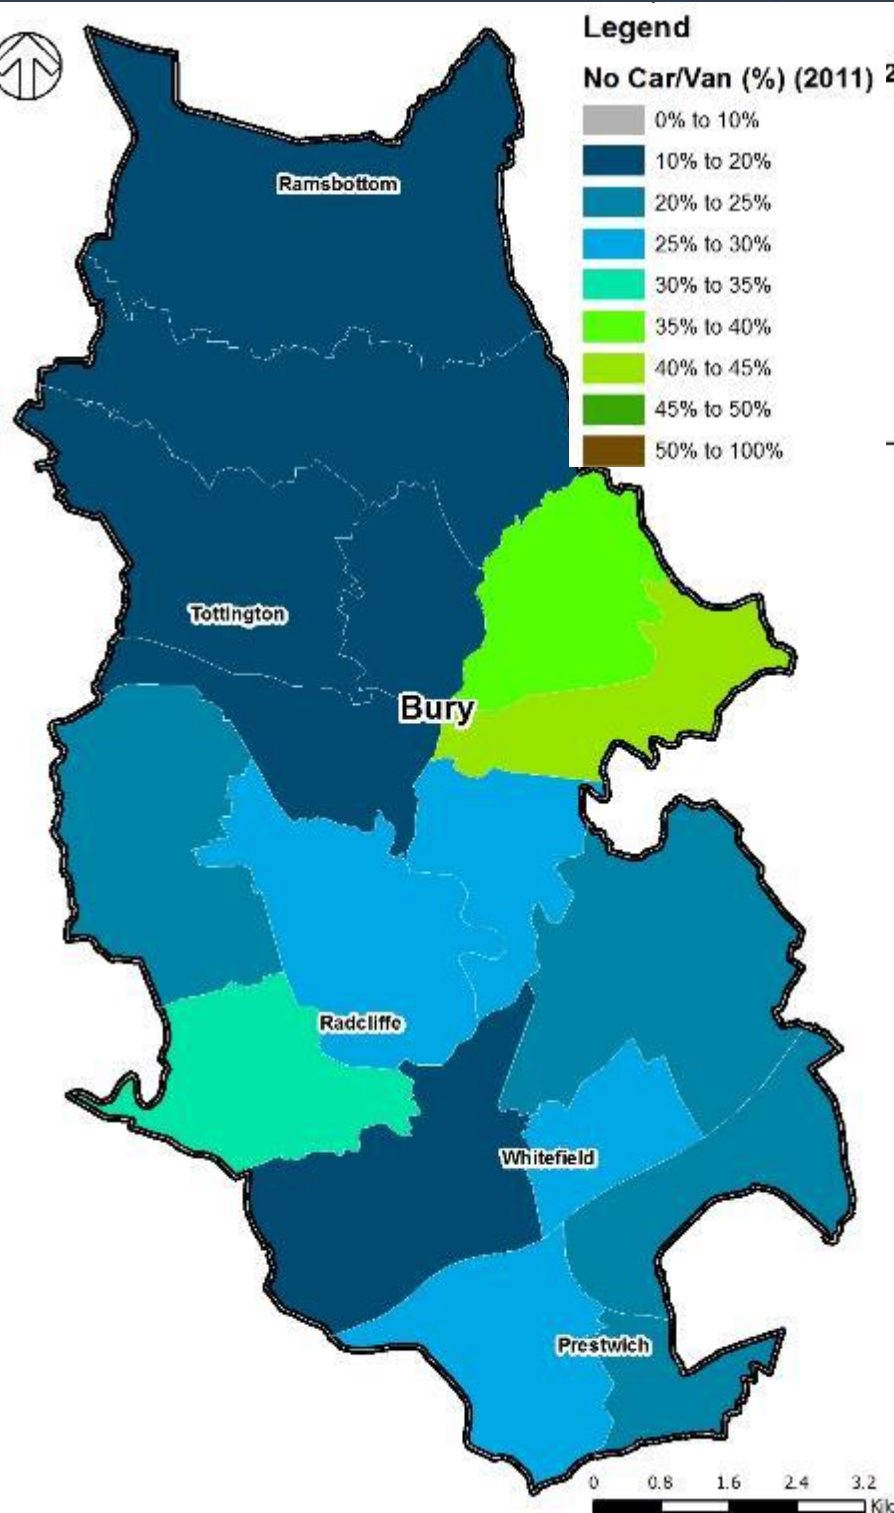 Legend
No Car/Van (%) (2011)
0% to 10%
10% to 20%
20% to 25%
25% to 30%
30% to 35%
35% to 40%
40% to 45%
45% to 50%
50% to 100%
Ramsbottom
Tottington
Bury
Radcliffe
Whitefield
Prestwich
0 0.8 1.6 2.4 3.2